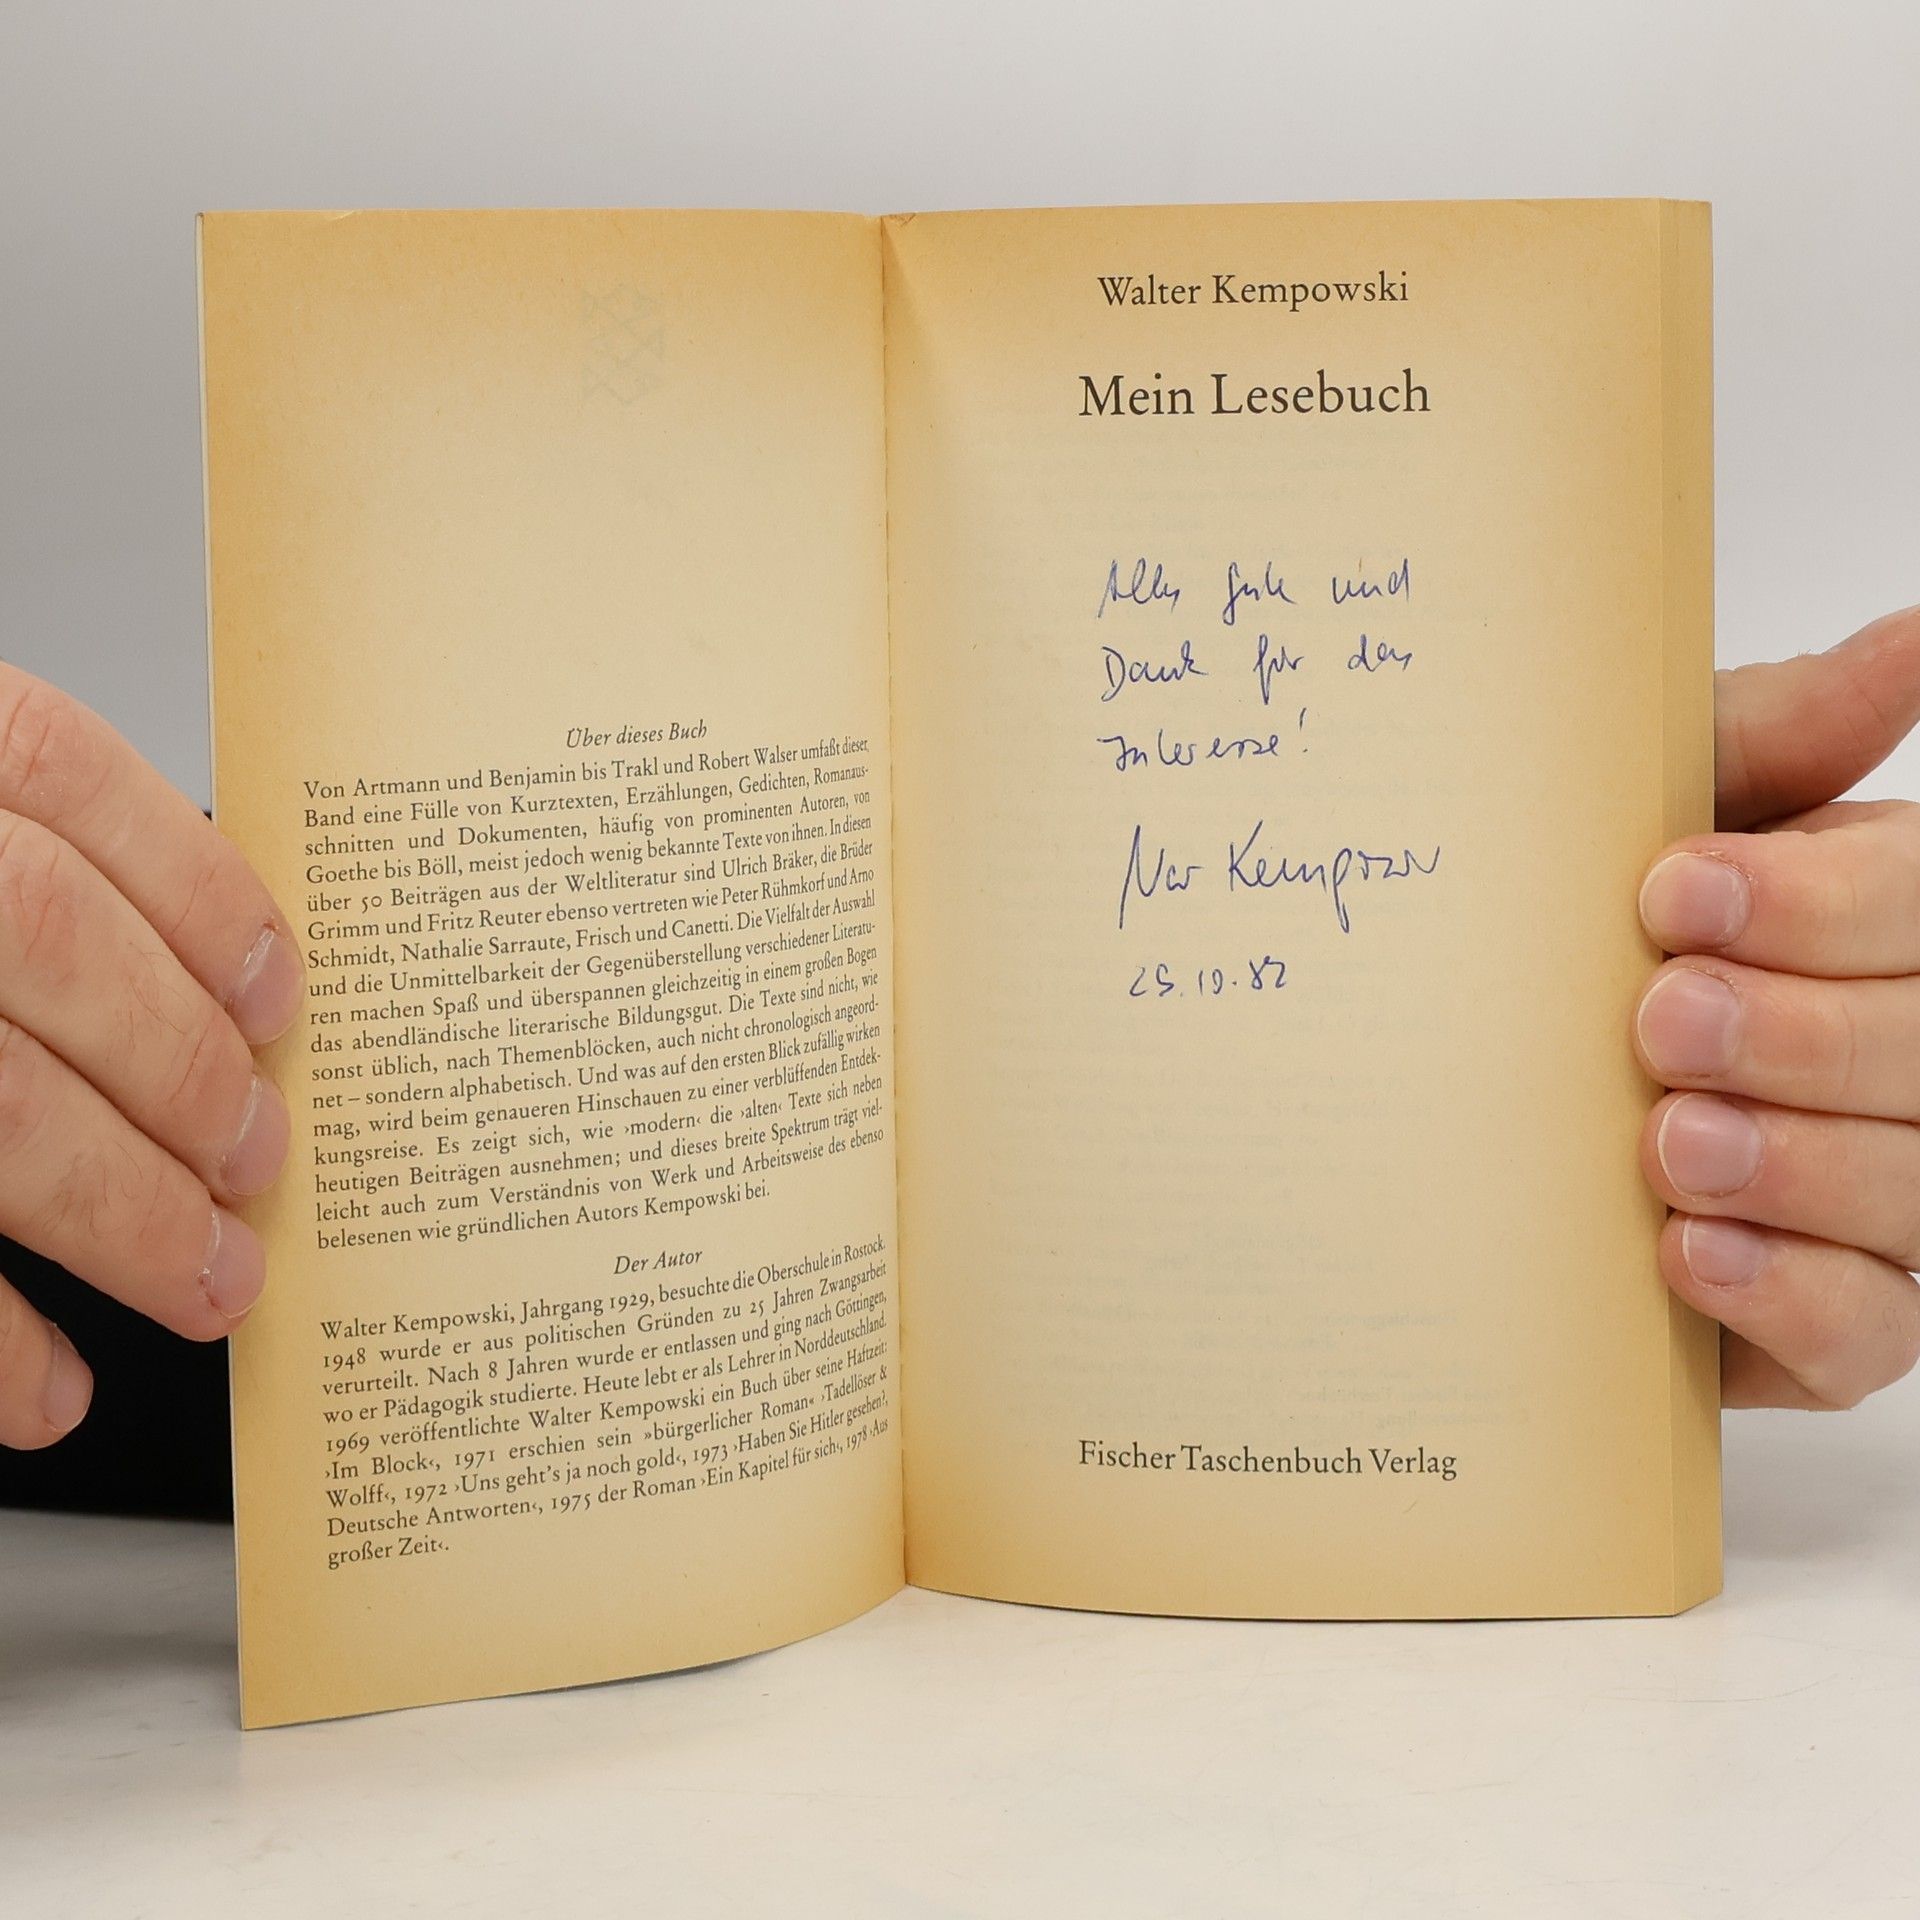 Über dieses Buch
Von Artmann und Benjamin bis Trakl und Robert Walser umfaßt dieser
Band eine Fülle von Kurztexten, Erzählungen, Gedichten, Romanaus-
schnitten und Dokumenten, häufig von prominenten Autoren, von
Goethe bis Böll, meist jedoch wenig bekannte Texte von ihnen. In diesen
über 50 Beiträgen aus der Weltliteratur sind Ulrich Bräker, die Brüder
Grimm und Fritz Reuter ebenso vertreten wie Peter Rühmkorf und Arno
Schmidt, Nathalie Sarraute, Frisch und Canetti. Die Vielfalt der Auswahl
und die Unmittelbarkeit der Gegenüberstellung verschiedener Literatu-
ren machen Spaß und überspannen gleichzeitig in einem großen Bogen
das abendländische literarische Bildungsgut. Die Texte sind nicht, wie
sonst üblich, nach Themenblöcken, auch nicht chronologisch angeord-
net – sondern alphabetisch. Und was auf den ersten Blick zufällig wirken
mag, wird beim genaueren Hinschauen zu einer verblüffenden Entdek-
kungsreise. Es zeigt sich, wie ›modern‹ die ›alten‹ Texte sich neben
heutigen Beiträgen ausnehmen; und dieses breite Spektrum trägt viel-
leicht auch zum Verständnis von Werk und Arbeitsweise des ebenso
belesenen wie gründlichen Autors Kempowski bei.
Der Autor
Walter Kempowski, Jahrgang 1929, besuchte die Oberschule in Rostock.
1948 wurde er aus politischen Gründen zu 25 Jahren Zwangsarbeit
verurteilt. Nach 8 Jahren wurde er entlassen und ging nach Göttingen,
wo er Pädagogik studierte. Heute lebt er als Lehrer in Norddeutschland.
1969 veröffentlichte Walter Kempowski ein Buch über seine Haftzeit:
›Im Block‹, 1971 erschien sein »bürgerlicher Roman« ›Tadellöser &
Wolff‹, 1972 ›Uns geht's ja noch gold‹, 1973 ›Haben Sie Hitler gesehen?,
Deutsche Antworten‹, 1975 der Roman ›Ein Kapitel für sich‹, 1978 ›Aus
großer Zeit‹.
Walter Kempowski
Mein Lesebuch
Alles Gute und
Dank für das
Interesse!
Kempow
10.82
Fischer Taschenbuch Verlag